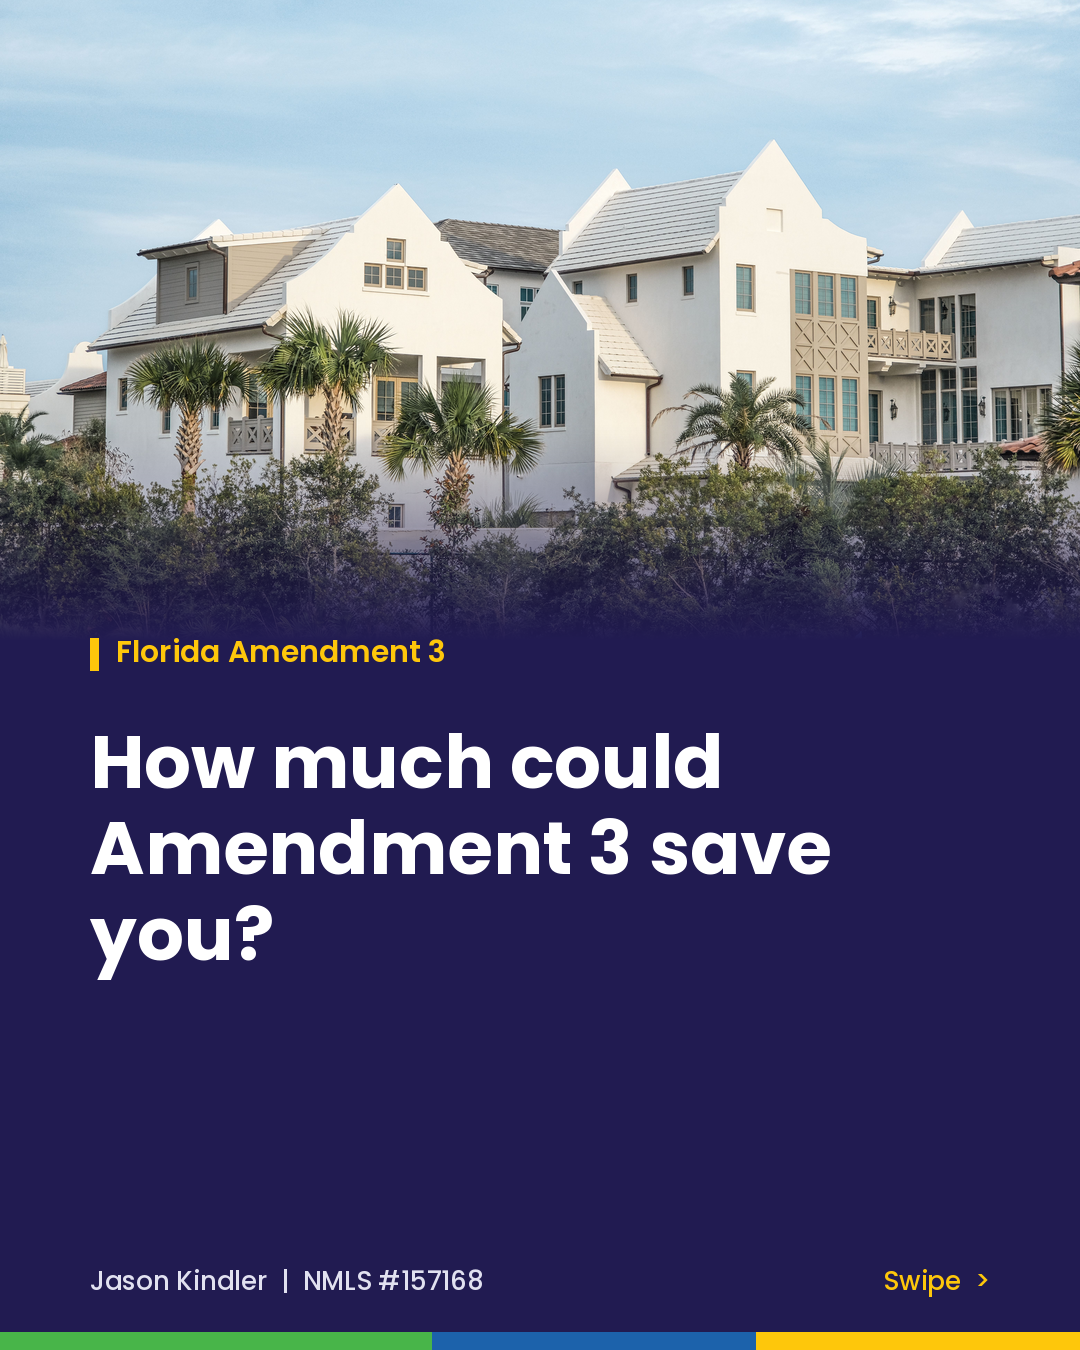 Florida Amendment 3
How much could
Amendment 3 save
you?
Jason Kindler | NMLS #157168
Swipe >